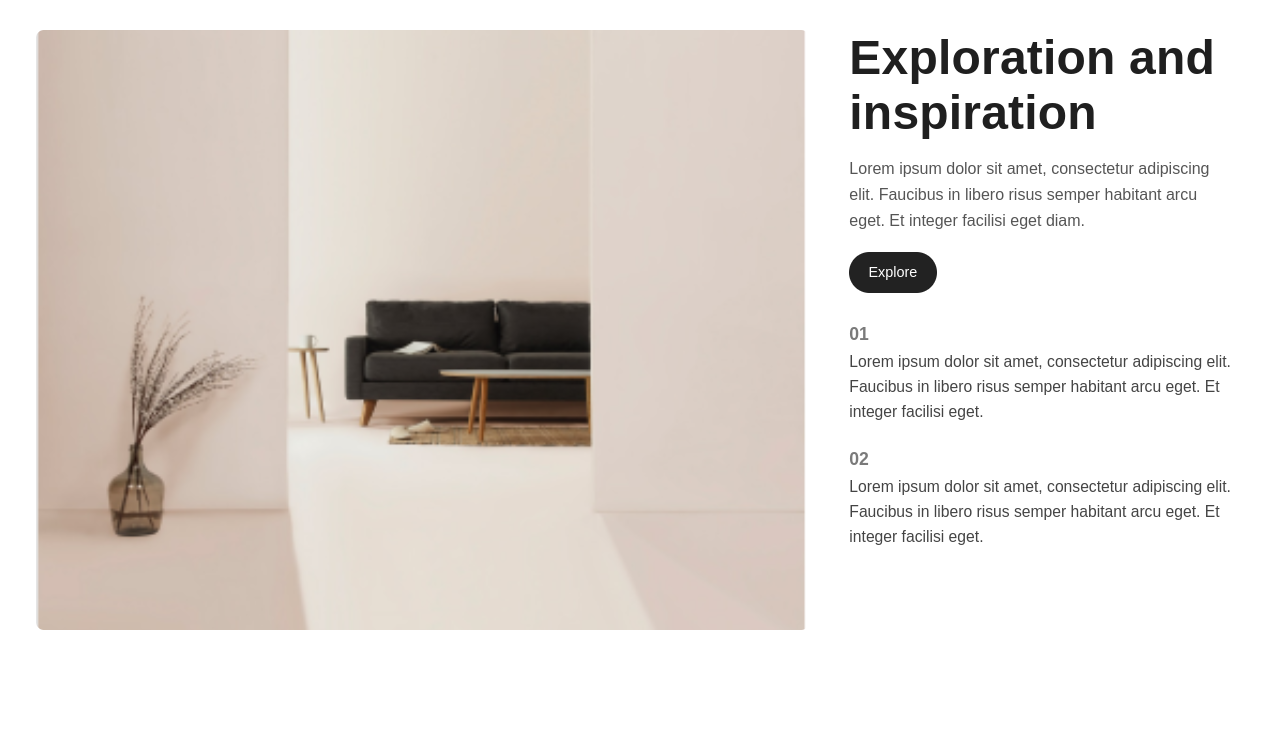 Exploration and
inspiration
Lorem ipsum dolor sit amet, consectetur adipiscing
elit. Faucibus in libero risus semper habitant arcu
eget. Et integer facilisi eget diam.
Explore
01
Lorem ipsum dolor sit amet, consectetur adipiscing elit.
Faucibus in libero risus semper habitant arcu eget. Et
integer facilisi eget.
02
Lorem ipsum dolor sit amet, consectetur adipiscing elit.
Faucibus in libero risus semper habitant arcu eget. Et
integer facilisi eget.